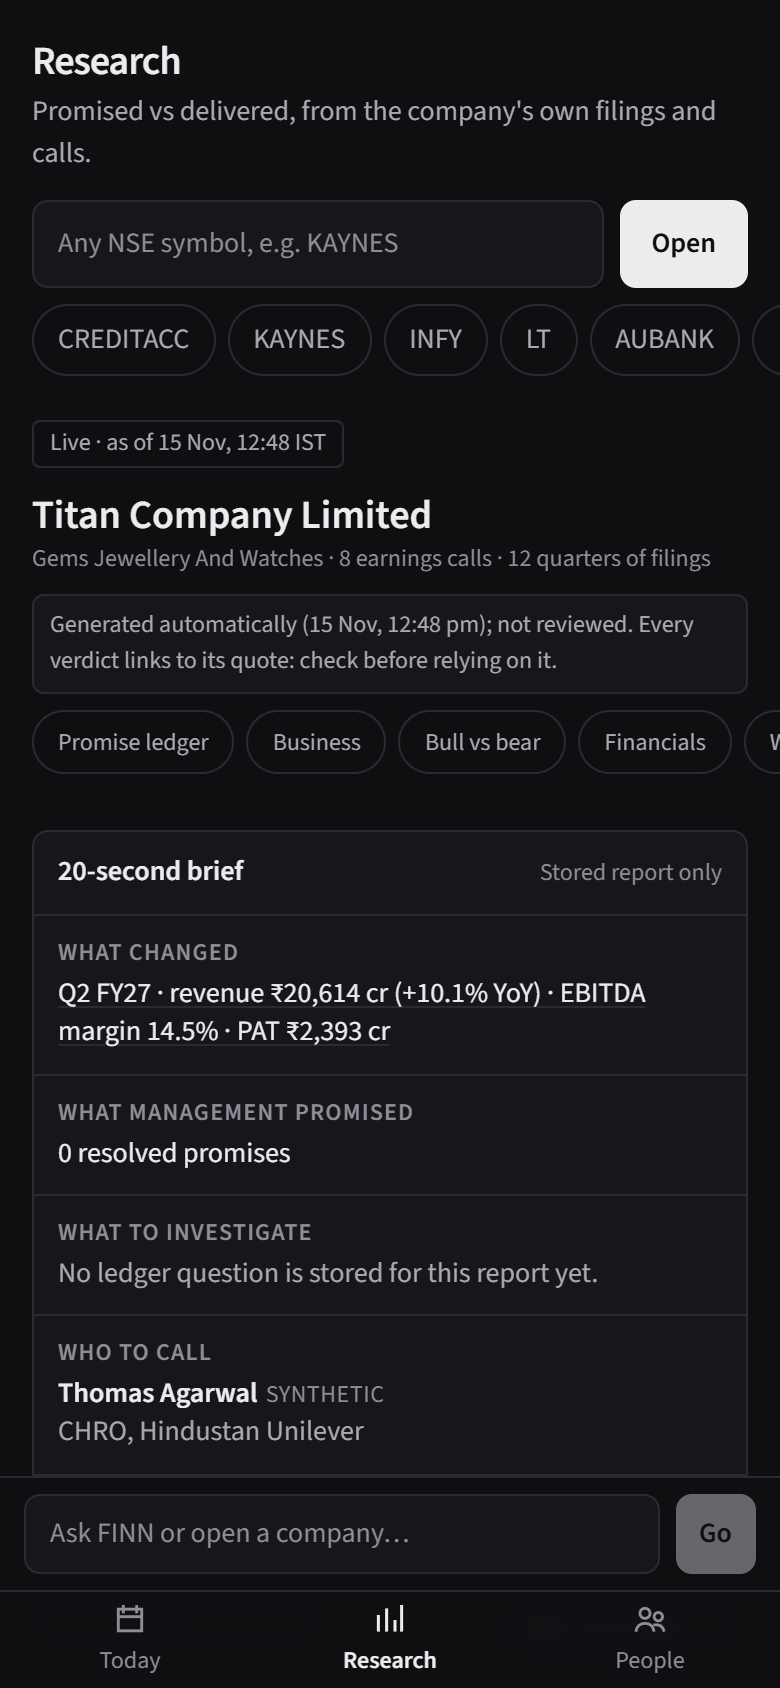 Research
Promised vs delivered, from the company's own filings and
calls.
Any NSE symbol, e.g. KAYNES
Open
CREDITACC
KAYNES
INFY
LT
AUBANK
Live · as of 15 Nov, 12:48 IST
Titan Company Limited
Gems Jewellery And Watches · 8 earnings calls · 12 quarters of filings
Generated automatically (15 Nov, 12:48 pm); not reviewed. Every
verdict links to its quote: check before relying on it.
Promise ledger
Business
Bull vs bear
Financials
20-second brief
Stored report only
WHAT CHANGED
Q2 FY27 · revenue ₹20,614 cr (+10.1% YoY) · EBITDA
margin 14.5% · PAT ₹2,393 cr
WHAT MANAGEMENT PROMISED
0 resolved promises
WHAT TO INVESTIGATE
No ledger question is stored for this report yet.
WHO TO CALL
Thomas Agarwal SYNTHETIC
CHRO, Hindustan Unilever
Ask FINN or open a company…
Go
Today
Research
People